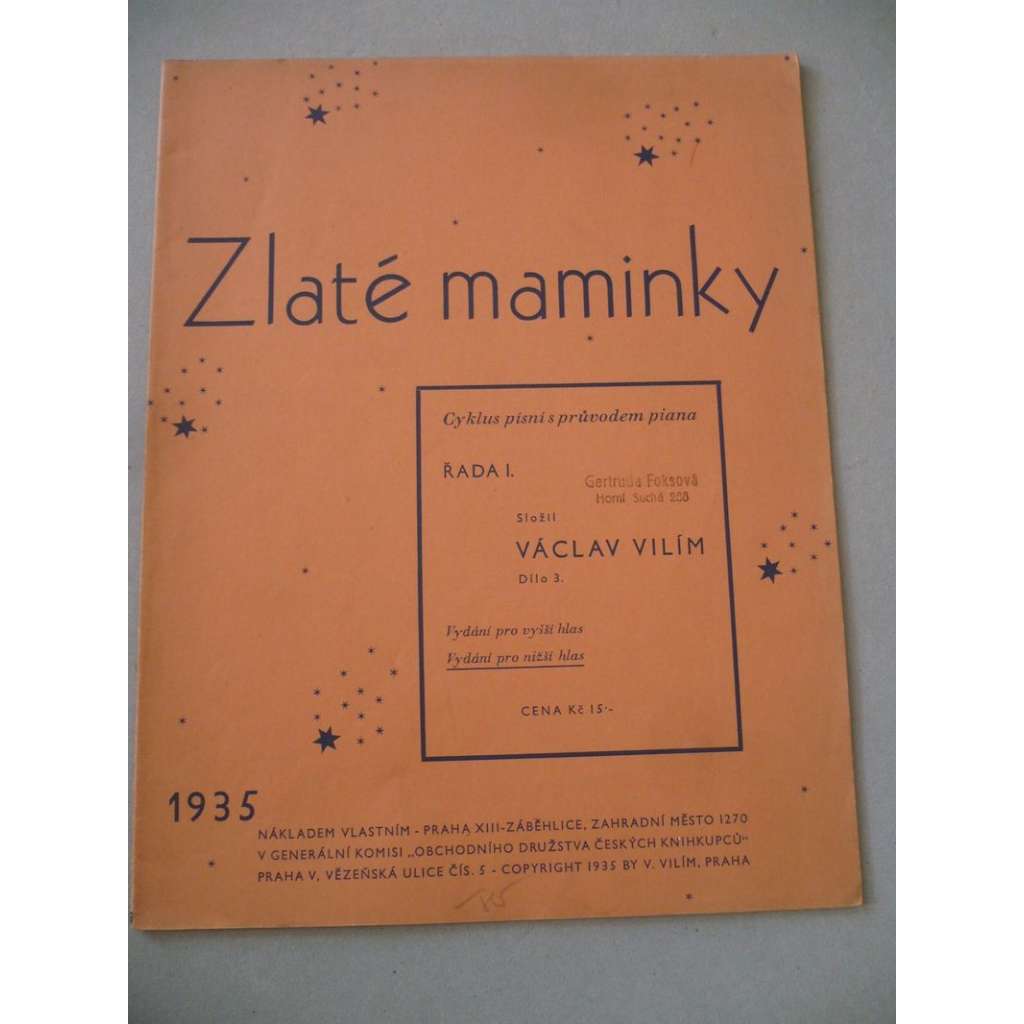 Zlaté maminky
Cyklus písní s průvodem piana
ŘADA I.
Gertruda Foksová
Horní Suchá 208
Složil
VÁCLAV VILÍM
Dílo 3.
Vydání pro vyšší hlas
Vydání pro nižší hlas
CENA Kč 15·-
1935
NÁKLADEM VLASTNÍM - PRAHA XIII-ZÁBĚHLICE, ZAHRADNÍ MĚSTO 1270
V GENERÁLNÍ KOMISI „OBCHODNÍHO DRUŽSTVA ČESKÝCH KNIHKUPCŮ"
PRAHA V, VĚZEŇSKÁ ULICE ČÍS. 5 - COPYRIGHT 1935 BY V. VILÍM, PRAHA